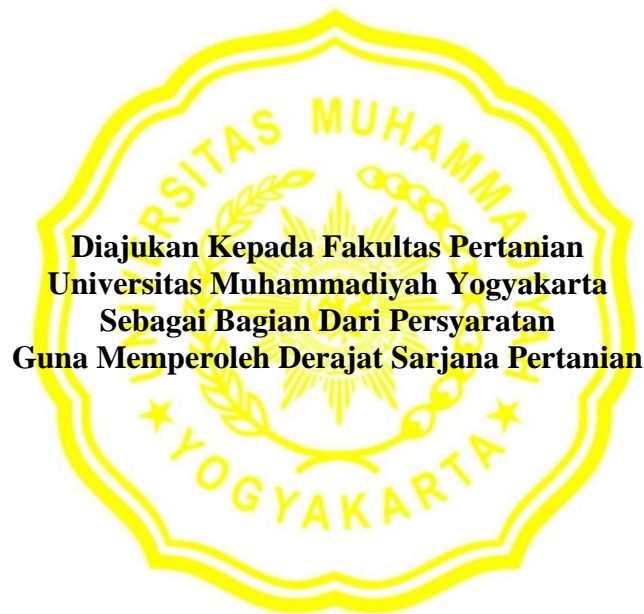 UNIVERSITAS MUHAMMADIYAH
Diajukan Kepada Fakultas Pertanian
Universitas Muhammadiyah Yogyakarta
Sebagai Bagian Dari Persyaratan
Guna Memperoleh Derajat Sarjana Pertanian
★ YOGYAKARTA ★